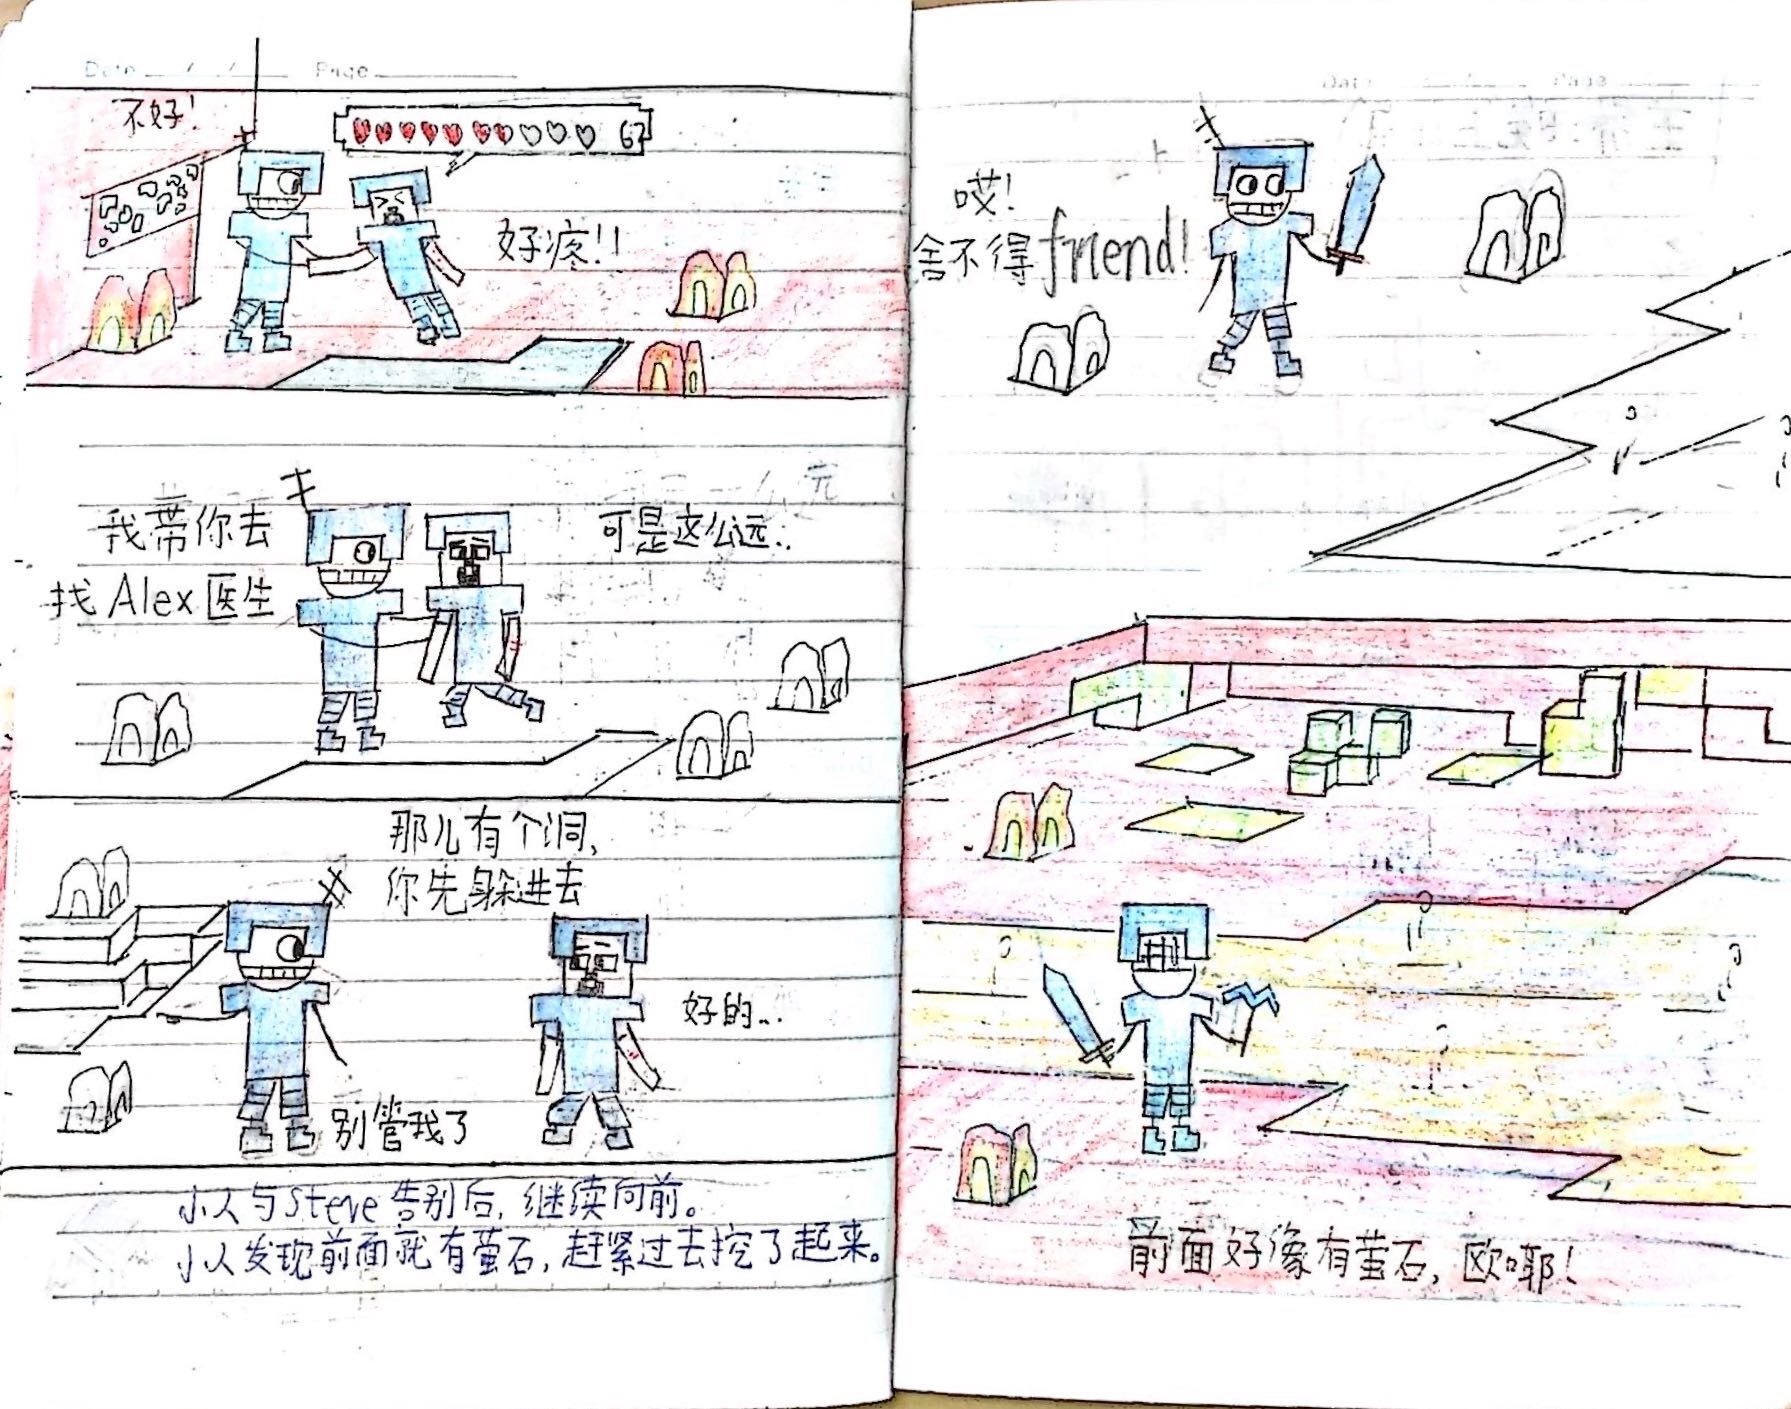 Date / / Page
不好！
67
好疼！！
我带你去
找Alex医生
可是这么远..
那儿有个洞，
你先躲进去
好的...
别管我了
小人与Steve告别后，继续向前。
小人发现前面就有萤石，赶紧过去挖了起来。
哎！
舍不得friend！
前面好像有萤石，欧耶！